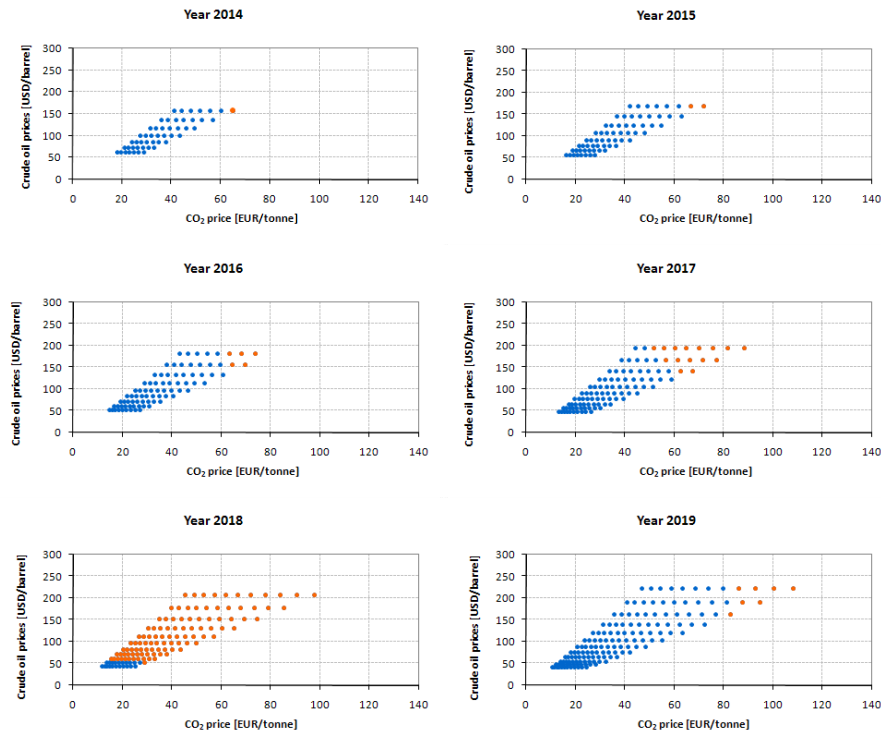 Year 2014
Crude oil prices [USD/barrel]
300
250
200
150
100
50
0
0 20 40 60 80 100 120 140
CO₂ price [EUR/tonne]
Year 2015
Crude oil prices [USD/barrel]
300
250
200
150
100
50
0
0 20 40 60 80 100 120 140
CO₂ price [EUR/tonne]
Year 2016
Crude oil prices [USD/barrel]
300
250
200
150
100
50
0
0 20 40 60 80 100 120 140
CO₂ price [EUR/tonne]
Year 2017
Crude oil prices [USD/barrel]
300
250
200
150
100
50
0
0 20 40 60 80 100 120 140
CO₂ price [EUR/tonne]
Year 2018
Crude oil prices [USD/barrel]
300
250
200
150
100
50
0
0 20 40 60 80 100 120 140
CO₂ price [EUR/tonne]
Year 2019
Crude oil prices [USD/barrel]
300
250
200
150
100
50
0
0 20 40 60 80 100 120 140
CO₂ price [EUR/tonne]